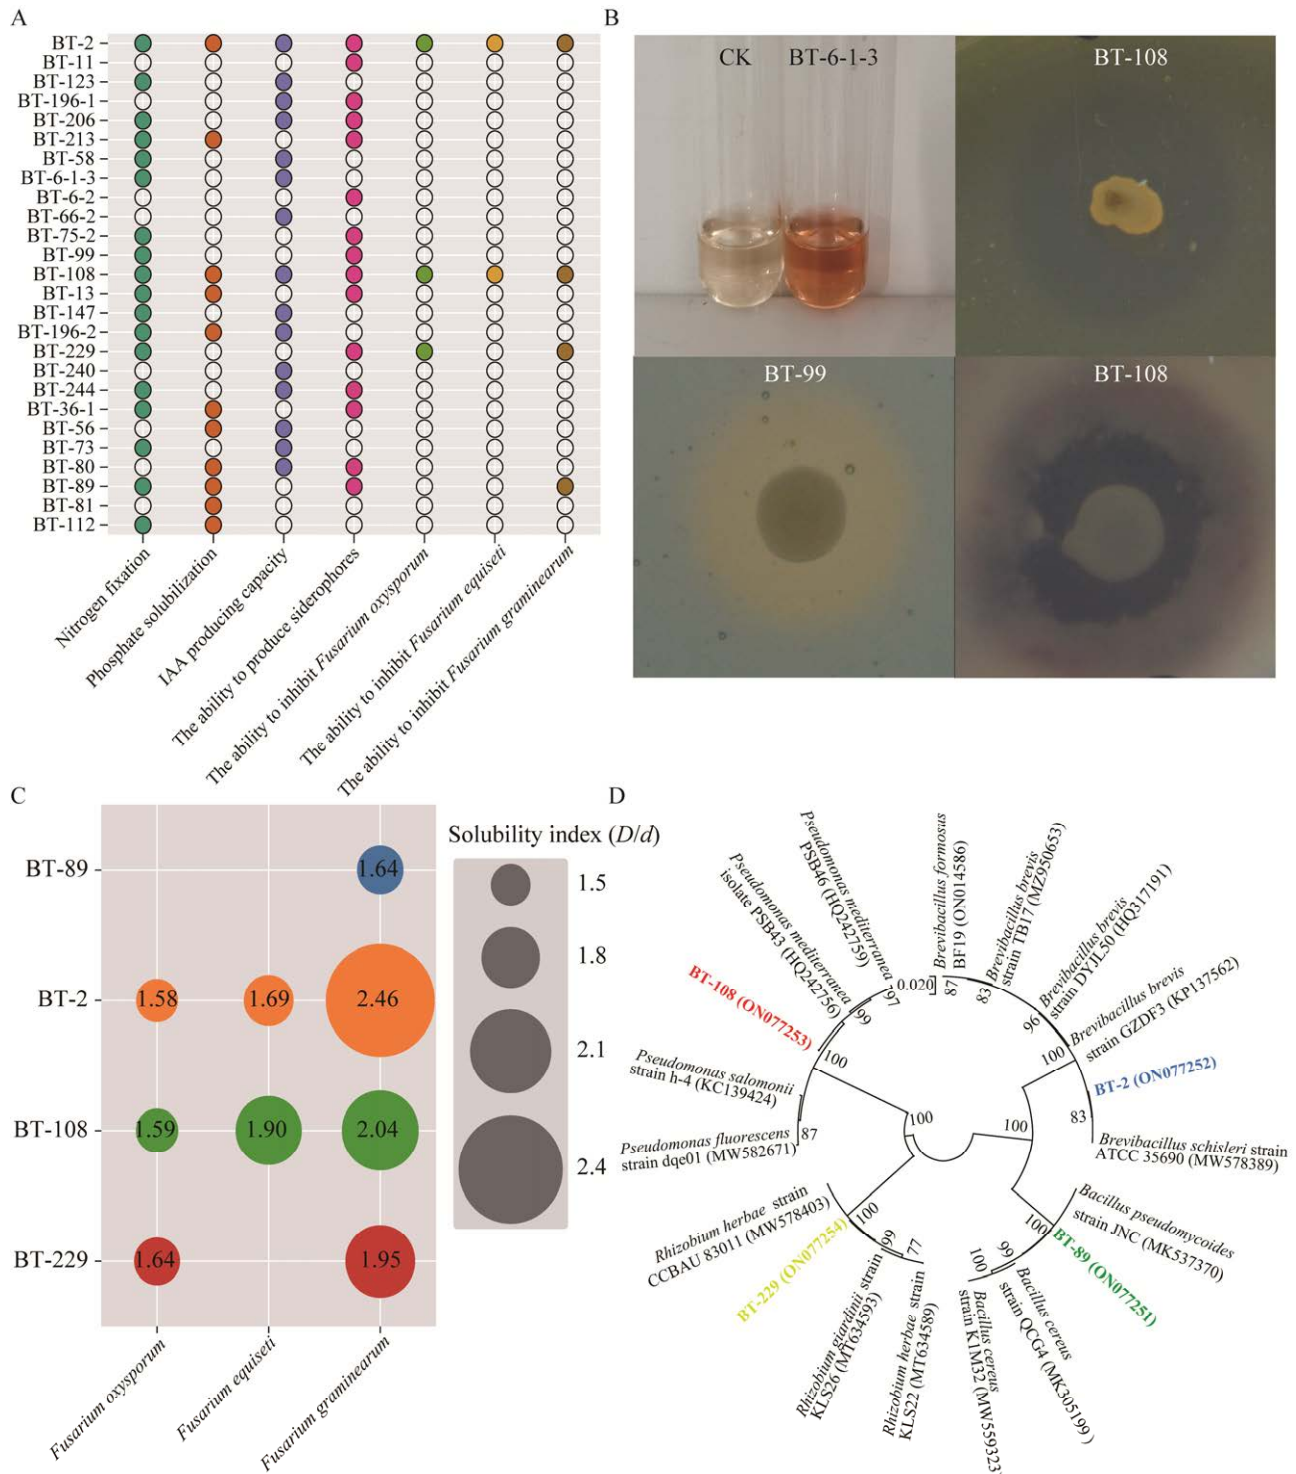 A
BT-2
BT-11
BT-123
BT-196-1
BT-206
BT-213
BT-58
BT-6-1-3
BT-6-2
BT-66-2
BT-75-2
BT-99
BT-108
BT-13
BT-147
BT-196-2
BT-229
BT-240
BT-244
BT-36-1
BT-56
BT-73
BT-80
BT-89
BT-81
BT-112
Nitrogen fixation
Phosphate solubilization
IAA producing capacity
The ability to produce siderophores
The ability to inhibit Fusarium oxysporum
The ability to inhibit Fusarium equiseti
The ability to inhibit Fusarium graminearum
B
CK
BT-6-1-3
BT-108
BT-99
BT-108
C
BT-89
1.64
BT-2
1.58
1.69
2.46
BT-108
1.59
1.90
2.04
BT-229
1.64
1.95
Fusarium oxysporum
Fusarium equiseti
Fusarium graminearum
Solubility index (D/d)
1.5
1.8
2.1
2.4
D
Pseudomonas mediterranea
PSB46 (HQ242759)
Pseudomonas mediterranea
isolate PSB43 (HQ242756)
BT-108 (ON077253)
Pseudomonas salomonii
strain h-4 (KC139424)
Pseudomonas fluorescens
strain dqe01 (MW582671)
Rhizobium herbae strain
CCBAU 83011 (MW578403)
BT-229 (ON077254)
Rhizobium giardinii strain
KLS26 (MT634593)
Rhizobium herbae strain
KLS22 (MT634589)
Bacillus cereus
strain K1M32 (MW559323
Bacillus cereus
strain QCG4 (MK305199 )
BT-89 (ON077251)
Bacillus pseudomycoides
strain JNC (MK537370)
Brevibacillus schisleri strain
ATCC 35690 (MW578389)
BT-2 (ON077252)
Brevibacillus brevis
strain GZDF3 (KP137562)
Brevibacillus brevis
strain DYJL50 (HQ317191)
Brevibacillus brevis
strain TB17 (MZ950653)
Brevibacillus formosus
BF19 (ON014586)
0.020
97
99
100
87
100
100
99
77
100
99
100
100
83
100
96
83
87